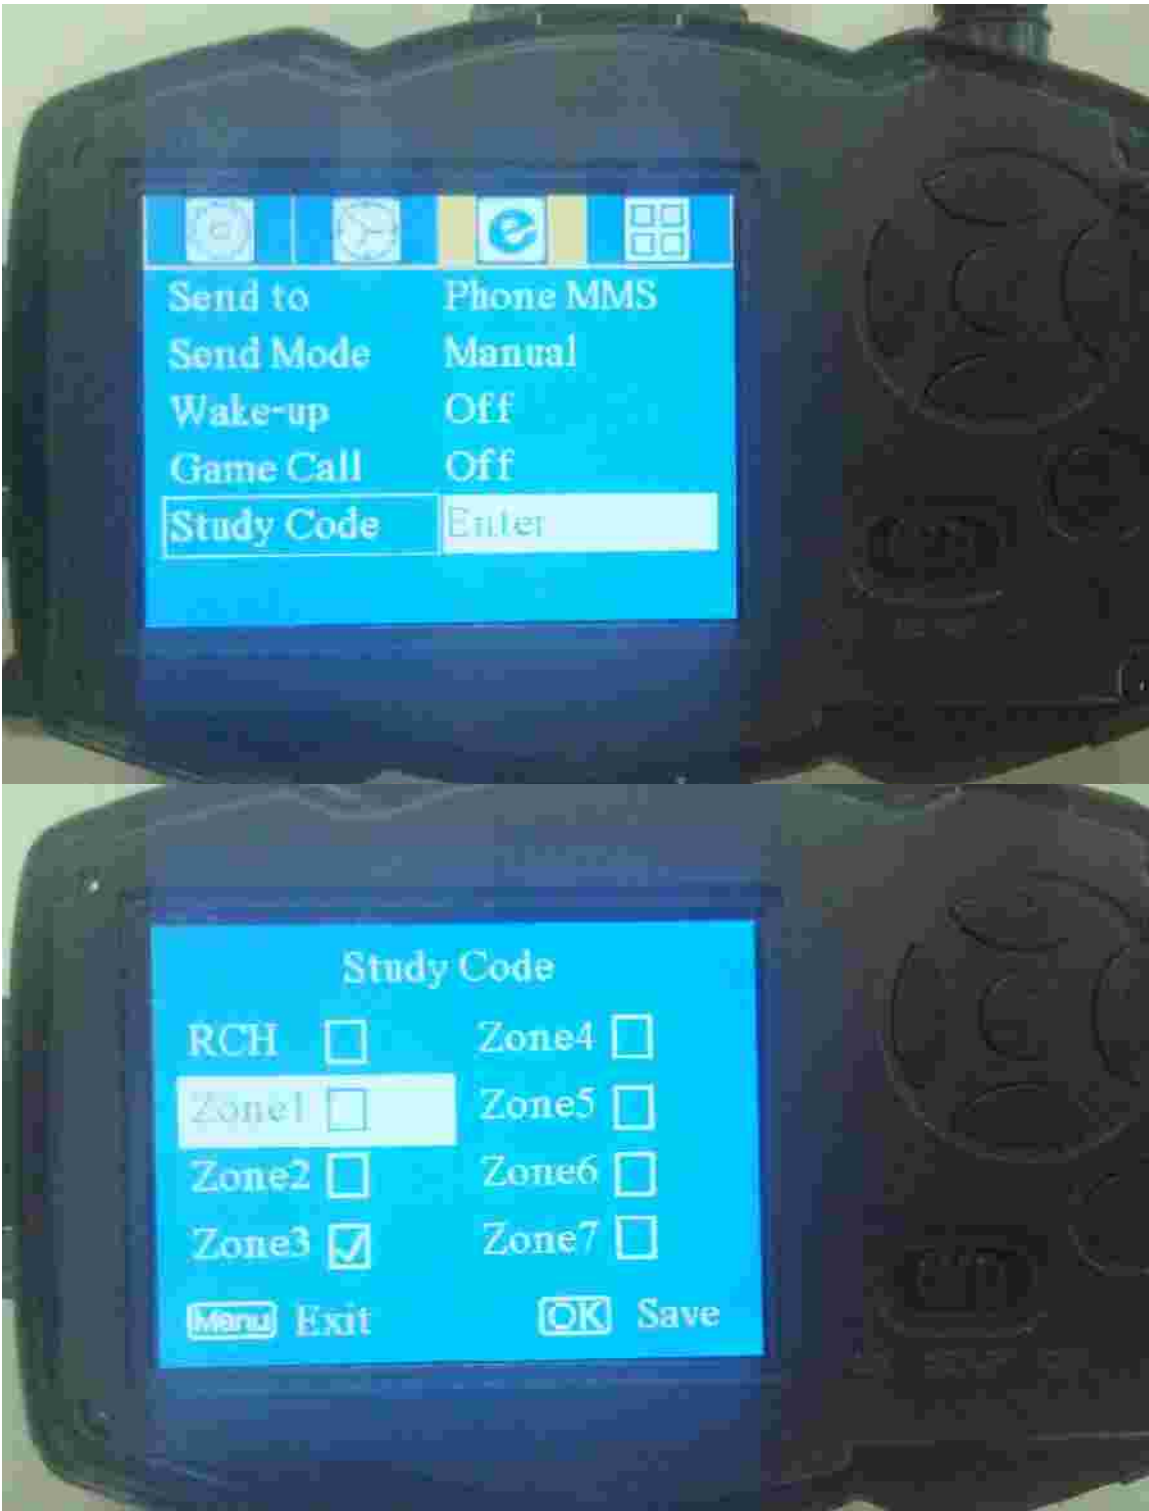 Send to Phone MMS
Send Mode Manual
Wake-up Off
Game Call Off
Study Code Enter
Study Code
RCH Zone4
Zone1 Zone5
Zone2 Zone6
Zone3 Zone7
Menu Exit OK Save